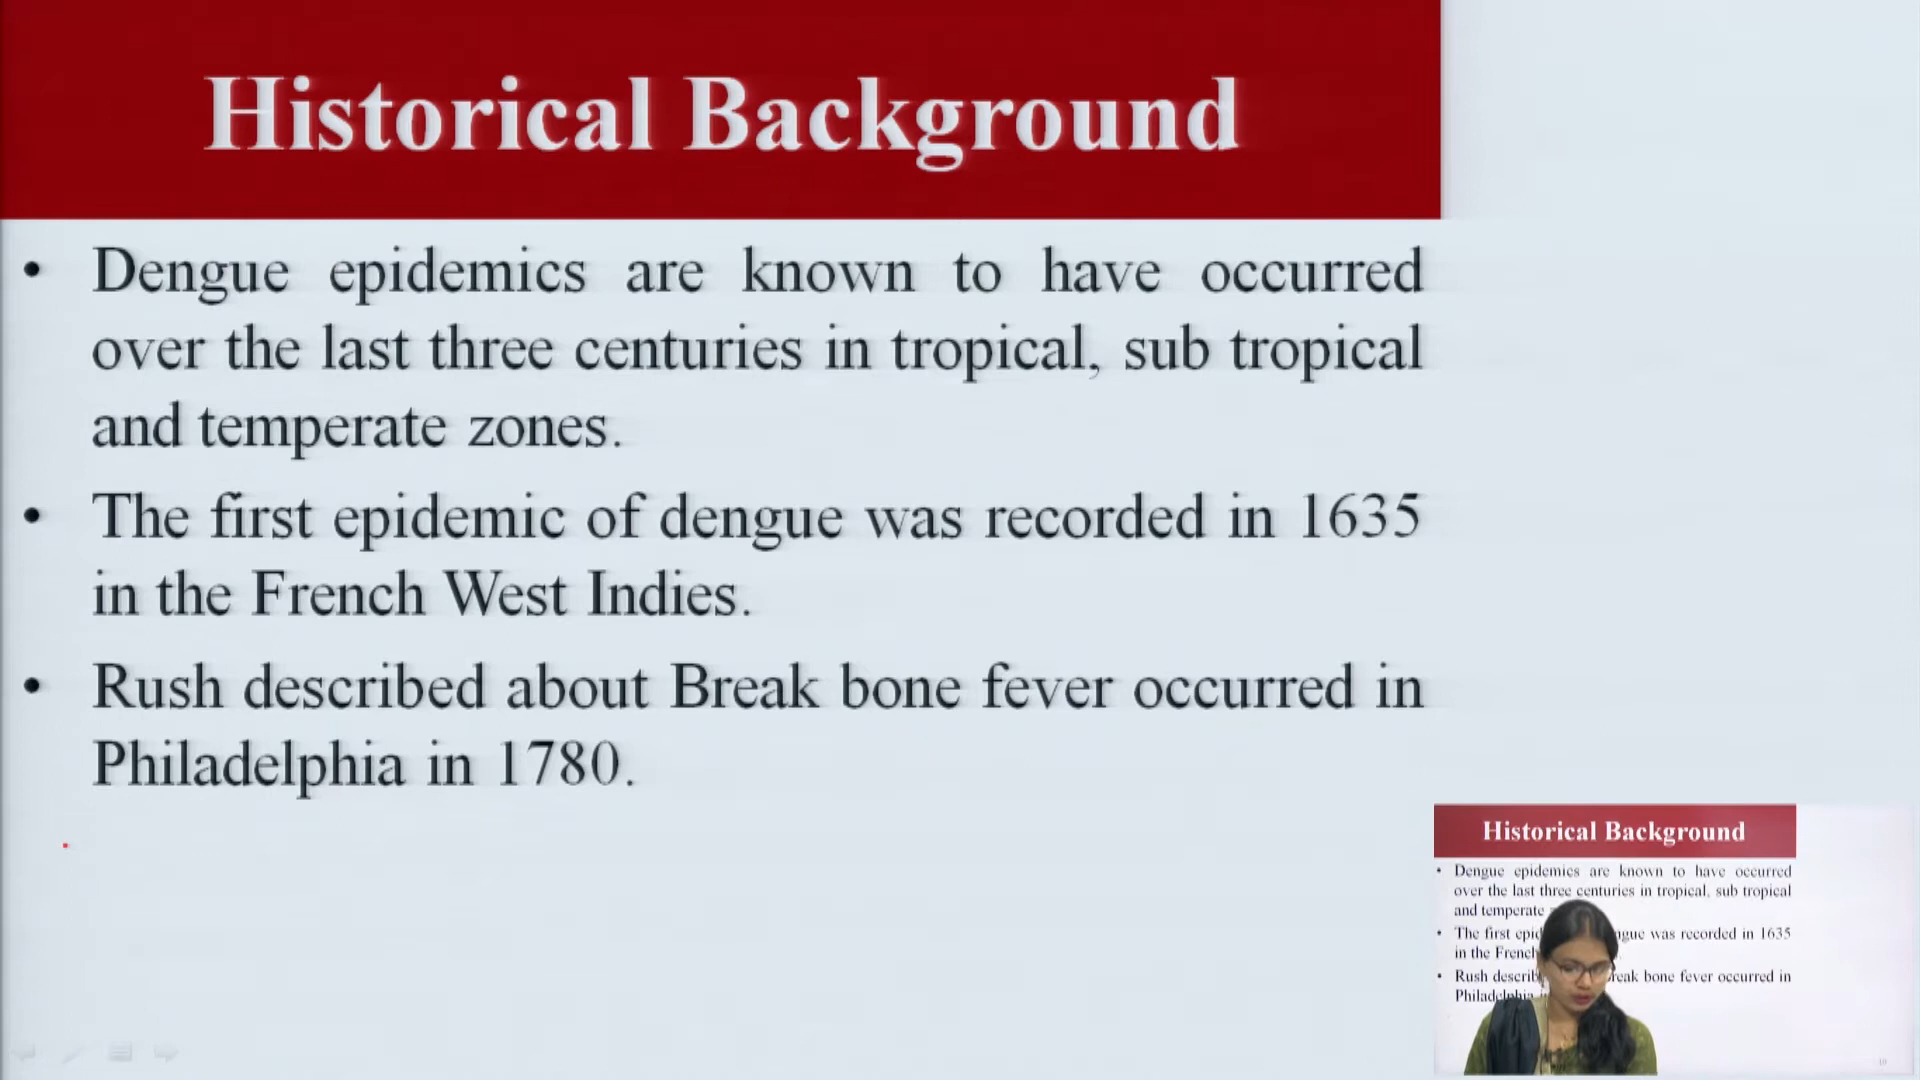 Historical Background
• Dengue epidemics are known to have occurred
over the last three centuries in tropical, sub tropical
and temperate zones.
• The first epidemic of dengue was recorded in 1635
in the French West Indies.
• Rush described about Break bone fever occurred in
Philadelphia in 1780.
Historical Background
• Dengue epidemics are known to have occurred
over the last three centuries in tropical, sub tropical
and temperate
• The first epid ngue was recorded in 1635
in the French
• Rush describ reak bone fever occurred in
Philadelphia
10